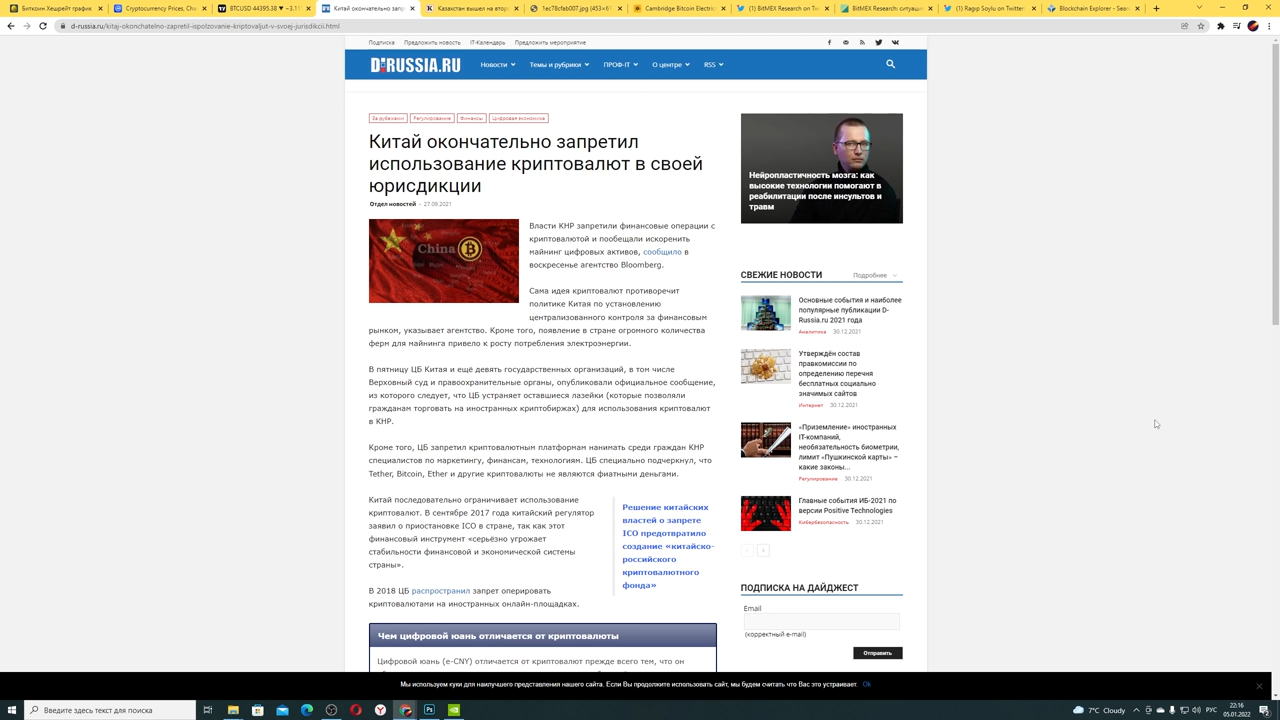 Биткоин Хешрейт график
Cryptocurrency Prices, Cha
BTCUSD 44395.38 ▼ −3.11
Китай окончательно запр
Казахстан вышел на второ
1ec78cfab007.jpg (453×61
Cambridge Bitcoin Electrici
(1) BitMEX Research on Tw
BitMEX Research: ситуаци
(1) Ragıp Soylu on Twitter:
Blockchain Explorer - Sear
d-russia.ru/kitaj-okonchatelno-zapretil-ispolzovanie-kriptovaljut-v-svoej-jurisdikcii.html
Подписка Предложить новость IT-Календарь Предложить мероприятие
D-RUSSIA.RU Новости Темы и рубрики ПРОФ-IT О центре RSS
За рубежами Регулирование Финансы Цифровая экономика
Китай окончательно запретил
использование криптовалют в своей
юрисдикции
Отдел новостей - 27.09.2021
China
Власти КНР запретили финансовые операции с
криптовалютой и пообещали искоренить
майнинг цифровых активов, сообщило в
воскресенье агентство Bloomberg.
Сама идея криптовалют противоречит
политике Китая по установлению
централизованного контроля за финансовым
рынком, указывает агентство. Кроме того, появление в стране огромного количества
ферм для майнинга привело к росту потребления электроэнергии.
В пятницу ЦБ Китая и ещё девять государственных организаций, в том числе
Верховный суд и правоохранительные органы, опубликовали официальное сообщение,
из которого следует, что ЦБ устраняет оставшиеся лазейки (которые позволяли
гражданам торговать на иностранных криптобиржах) для использования криптовалют
в КНР.
Кроме того, ЦБ запретил криптовалютным платформам нанимать среди граждан КНР
специалистов по маркетингу, финансам, технологиям. ЦБ специально подчеркнул, что
Tether, Bitcoin, Ether и другие криптовалюты не являются фиатными деньгами.
Китай последовательно ограничивает использование
криптовалют. В сентябре 2017 года китайский регулятор
заявил о приостановке ICO в стране, так как этот
финансовый инструмент «серьёзно угрожает
стабильности финансовой и экономической системы
страны».
Решение китайских
властей о запрете
ICO предотвратило
создание «китайско-
российского
криптовалютного
фонда»
В 2018 ЦБ распространил запрет оперировать
криптовалютами на иностранных онлайн-площадках.
Чем цифровой юань отличается от криптовалюты
Цифровой юань (e-CNY) отличается от криптовалют прежде всего тем, что он
Нейропластичность мозга: как
высокие технологии помогают в
реабилитации после инсультов и
травм
СВЕЖИЕ НОВОСТИ Подробнее
Основные события и наиболее
популярные публикации D-
Russia.ru 2021 года
Аналитика 30.12.2021
Утверждён состав
правкомиссии по
определению перечня
бесплатных социально
значимых сайтов
Интернет 30.12.2021
«Приземление» иностранных
IT-компаний,
необязательность биометрии,
лимит «Пушкинской карты» –
какие законы...
Регулирование 30.12.2021
Главные события ИБ-2021 по
версии Positive Technologies
Кибербезопасность 30.12.2021
ПОДПИСКА НА ДАЙДЖЕСТ
Email
(корректный e-mail)
Отправить
Мы используем куки для наилучшего представления нашего сайта. Если Вы продолжите использовать сайт, мы будем считать что Вас это устраивает. Ok
Введите здесь текст для поиска
7°C Cloudy
РУС
22:16
05.01.2022